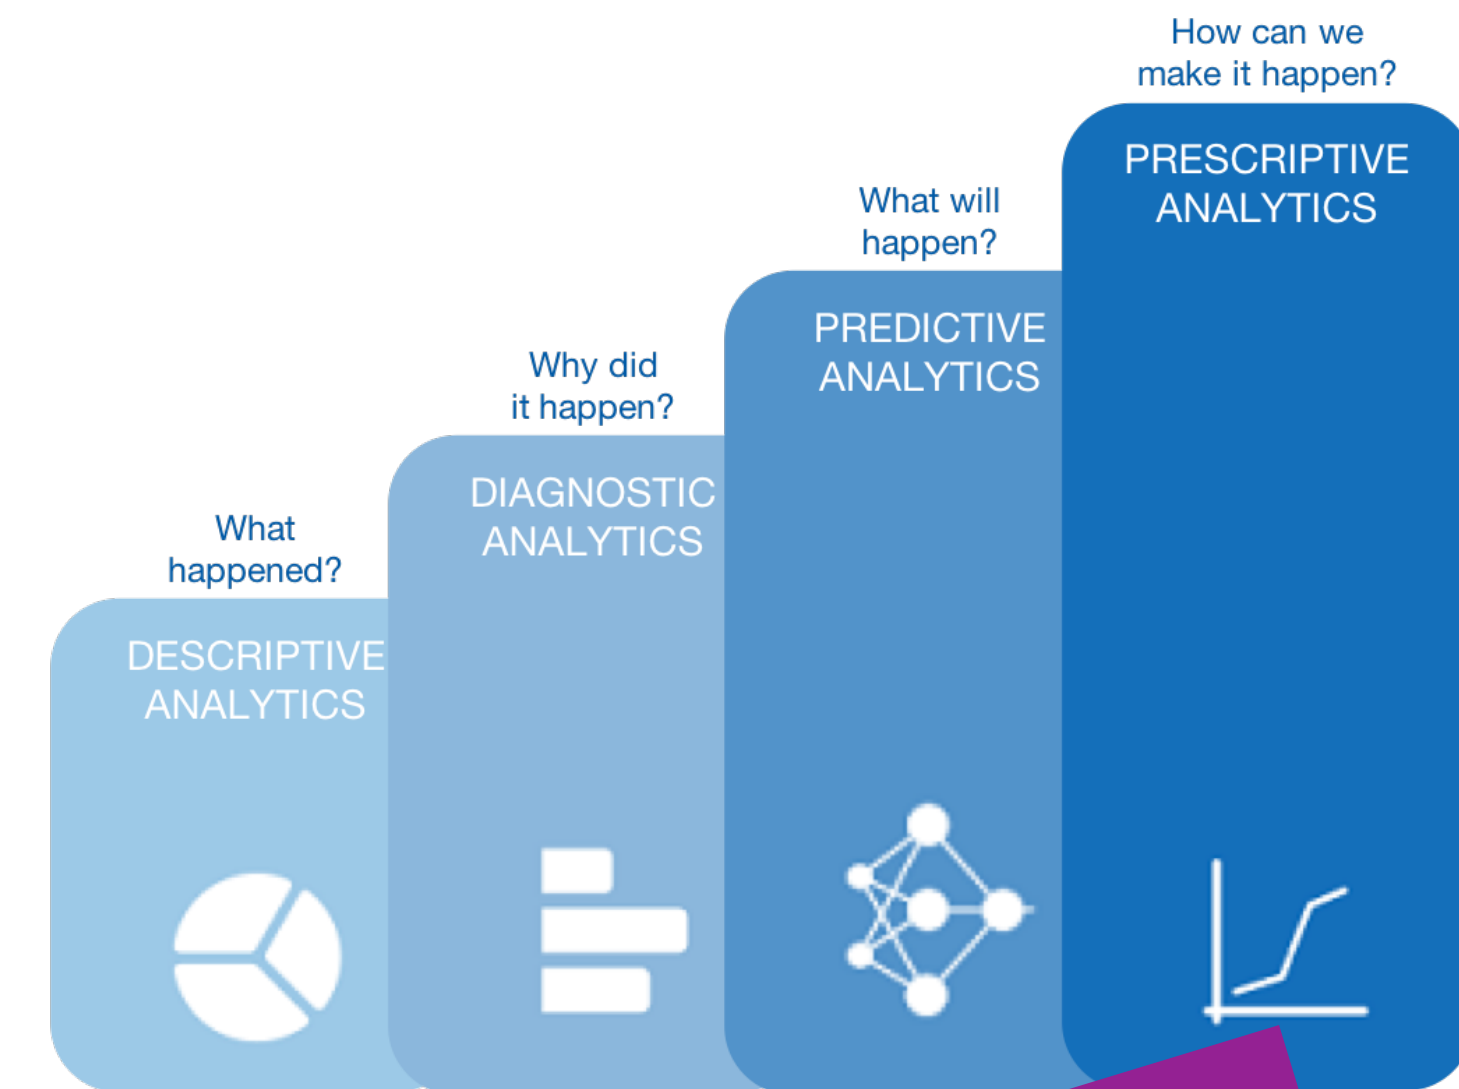 What
happened?
DESCRIPTIVE
ANALYTICS
Why did
it happen?
DIAGNOSTIC
ANALYTICS
What will
happen?
PREDICTIVE
ANALYTICS
How can we
make it happen?
PRESCRIPTIVE
ANALYTICS